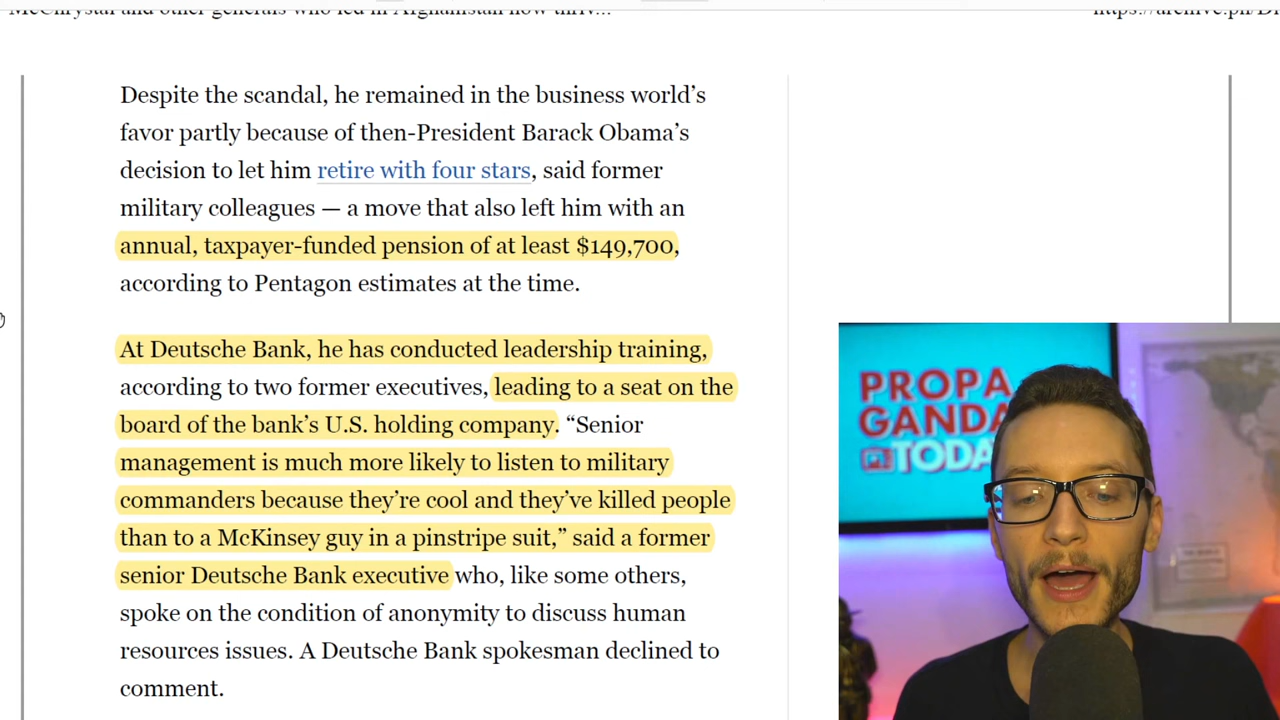 McChrystal and other generals who led in Afghanistan now thriv...
https://archive.ph/D
Despite the scandal, he remained in the business world's
favor partly because of then-President Barack Obama's
decision to let him retire with four stars, said former
military colleagues — a move that also left him with an
annual, taxpayer-funded pension of at least $149,700,
according to Pentagon estimates at the time.
At Deutsche Bank, he has conducted leadership training,
according to two former executives, leading to a seat on the
board of the bank's U.S. holding company. “Senior
management is much more likely to listen to military
commanders because they're cool and they've killed people
than to a McKinsey guy in a pinstripe suit,” said a former
senior Deutsche Bank executive who, like some others,
spoke on the condition of anonymity to discuss human
resources issues. A Deutsche Bank spokesman declined to
comment.
PROPA
GANDA
TODA